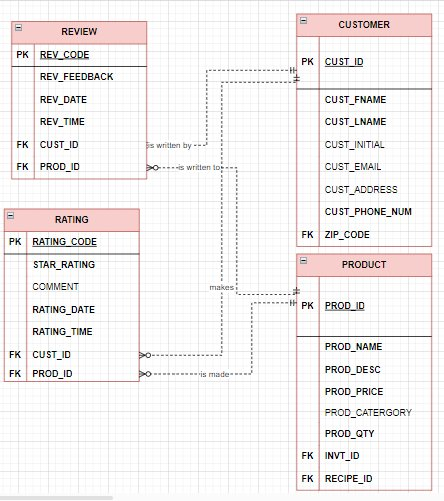 REVIEW
PK REV_CODE
REV_FEEDBACK
REV_DATE
REV_TIME
FK CUST_ID
FK PROD_ID
CUSTOMER
PK CUST_ID
CUST_FNAME
CUST_LNAME
CUST_INITIAL
CUST_EMAIL
CUST_ADDRESS
CUST_PHONE_NUM
FK ZIP_CODE
is written by
is written to
RATING
PK RATING_CODE
STAR_RATING
COMMENT
RATING_DATE
RATING_TIME
FK CUST_ID
FK PROD_ID
makes
is made
PRODUCT
PK PROD_ID
PROD_NAME
PROD_DESC
PROD_PRICE
PROD_CATERGORY
PROD_QTY
FK INVT_ID
FK RECIPE_ID